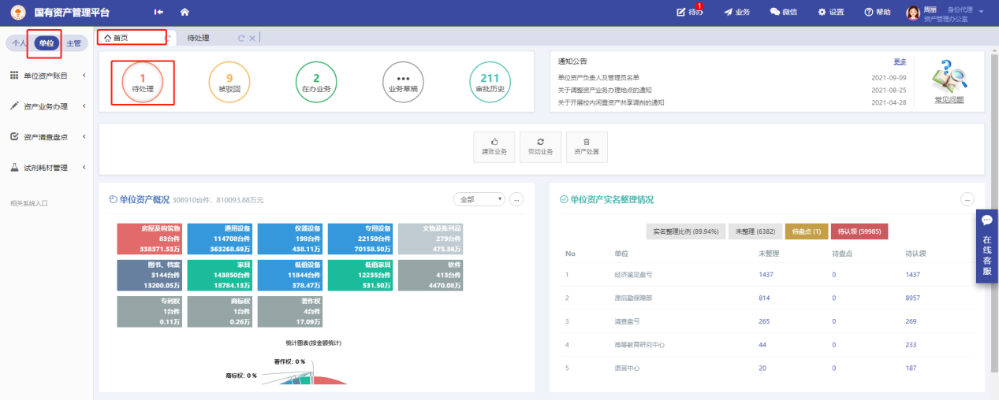 国有资产管理平台
1
待办
业务
微信
设置
帮助
周丽 身份代理
资产管理办公室
个人 单位 主管
首页
待处理
单位资产账目
资产业务办理
资产清查盘点
试剂耗材管理
相关系统入口
1
待处理
9
被驳回
2
在办业务
•••
业务草稿
211
审批历史
通知公告
更多
单位资产负责人及管理员名单 2021-09-09
关于调整资产业务办理地点的通知 2021-08-25
关于开展校内闲置资产共享调剂的通知 2021-04-28
常见问题
建账业务
变动业务
资产处置
单位资产概况 308910台件，810093.88万元
全部
...
房屋及构筑物
83台件
338371.53万
通用设备
114708台件
363268.69万
仪器设备
198台件
438.11万
专用设备
22150台件
70158.50万
文物及陈列品
279台件
475.36万
图书、档案
3144台件
13200.05万
家具
143850台件
18784.13万
低值设备
11844台件
378.47万
低值家具
12235台件
531.50万
软件
413台件
4470.08万
专利权
1台件
0.11万
商标权
1台件
0.26万
著作权
4台件
17.09万
统计图表(按金额统计)
著作权: 0 %
商标权: 0 %
单位资产实名整理情况
...
实名整理比例 (89.94%) 未整理 (6382) 待盘点 (1) 待认领 (59985)
No 单位 未整理 待盘点 待认领
1 经济鉴定盘亏 1437 0 1437
2 原后勤保障部 814 0 8957
3 清查盘亏 265 0 269
4 高等教育研究中心 44 0 233
5 语言中心 20 0 187
在线客服